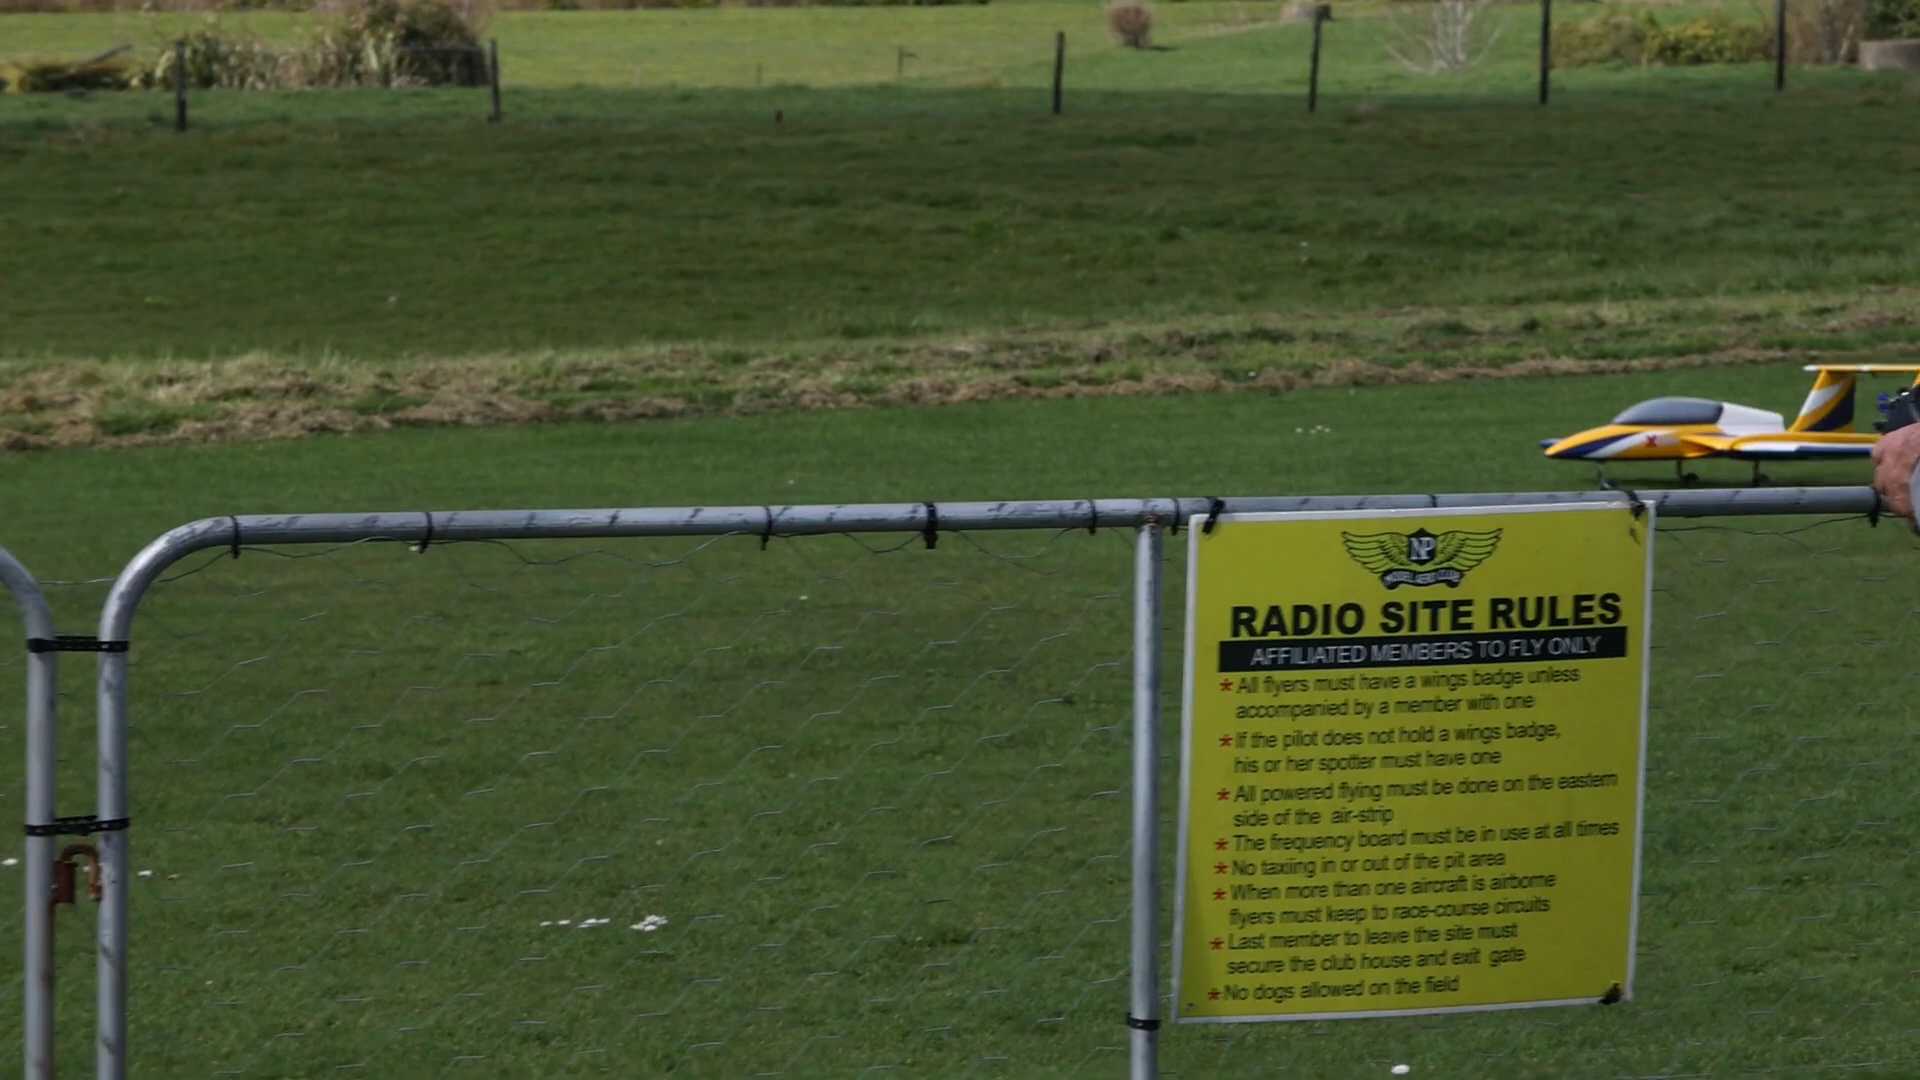 NP
MODEL AERO CLUB
RADIO SITE RULES
AFFILIATED MEMBERS TO FLY ONLY
* All flyers must have a wings badge unless
accompanied by a member with one
* If the pilot does not hold a wings badge,
his or her spotter must have one
* All powered flying must be done on the eastern
side of the air-strip
* The frequency board must be in use at all times
* No taxiing in or out of the pit area
* When more than one aircraft is airborne
flyers must keep to race-course circuits
* Last member to leave the site must
secure the club house and exit gate
* No dogs allowed on the field